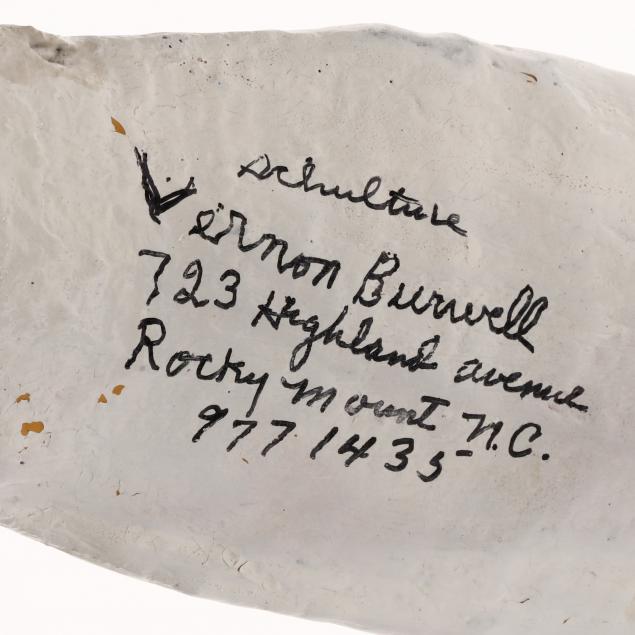 schulture
Vernon Burwell
723 Highland avenue
Rocky Mount N.C.
977 1435